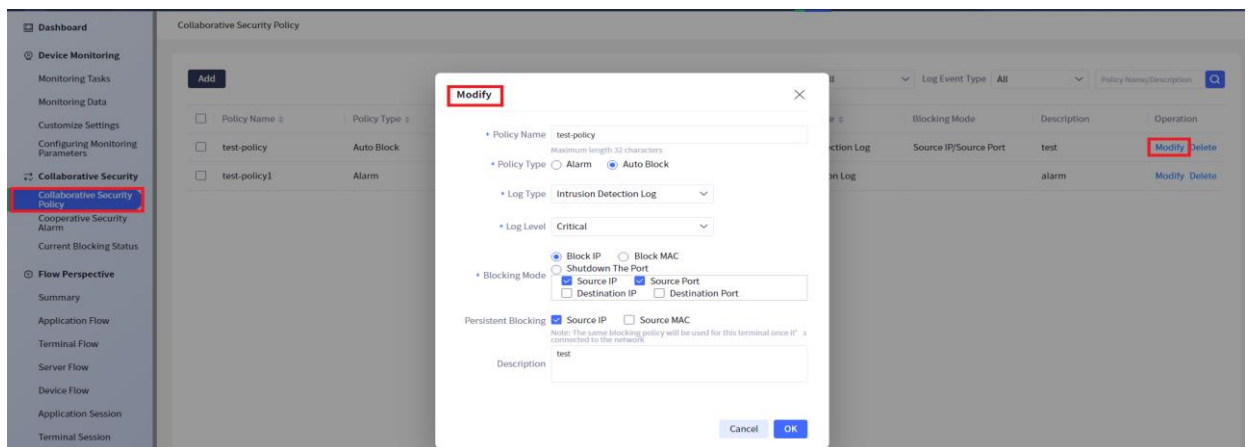 Dashboard
Collaborative Security Policy
Device Monitoring
Monitoring Tasks
Monitoring Data
Customize Settings
Configuring Monitoring
Parameters
Collaborative Security
Collaborative Security
Policy
Cooperative Security
Alarm
Current Blocking Status
Flow Perspective
Summary
Application Flow
Terminal Flow
Server Flow
Device Flow
Application Session
Terminal Session
Add
Log Event Type All
Policy Name/Description
Policy Name Policy Type Blocking Mode Description Operation
test-policy Auto Block ection Log Source IP/Source Port test Modify Delete
test-policy1 Alarm on Log alarm Modify Delete
Modify
* Policy Name test-policy
Maximum length 32 characters
* Policy Type Alarm Auto Block
* Log Type Intrusion Detection Log
* Log Level Critical
* Blocking Mode
Block IP Block MAC
Shutdown The Port
Source IP Source Port
Destination IP Destination Port
Persistent Blocking Source IP Source MAC
Note: The same blocking policy will be used for this terminal once it' s
connected to the network
Description test
Cancel OK